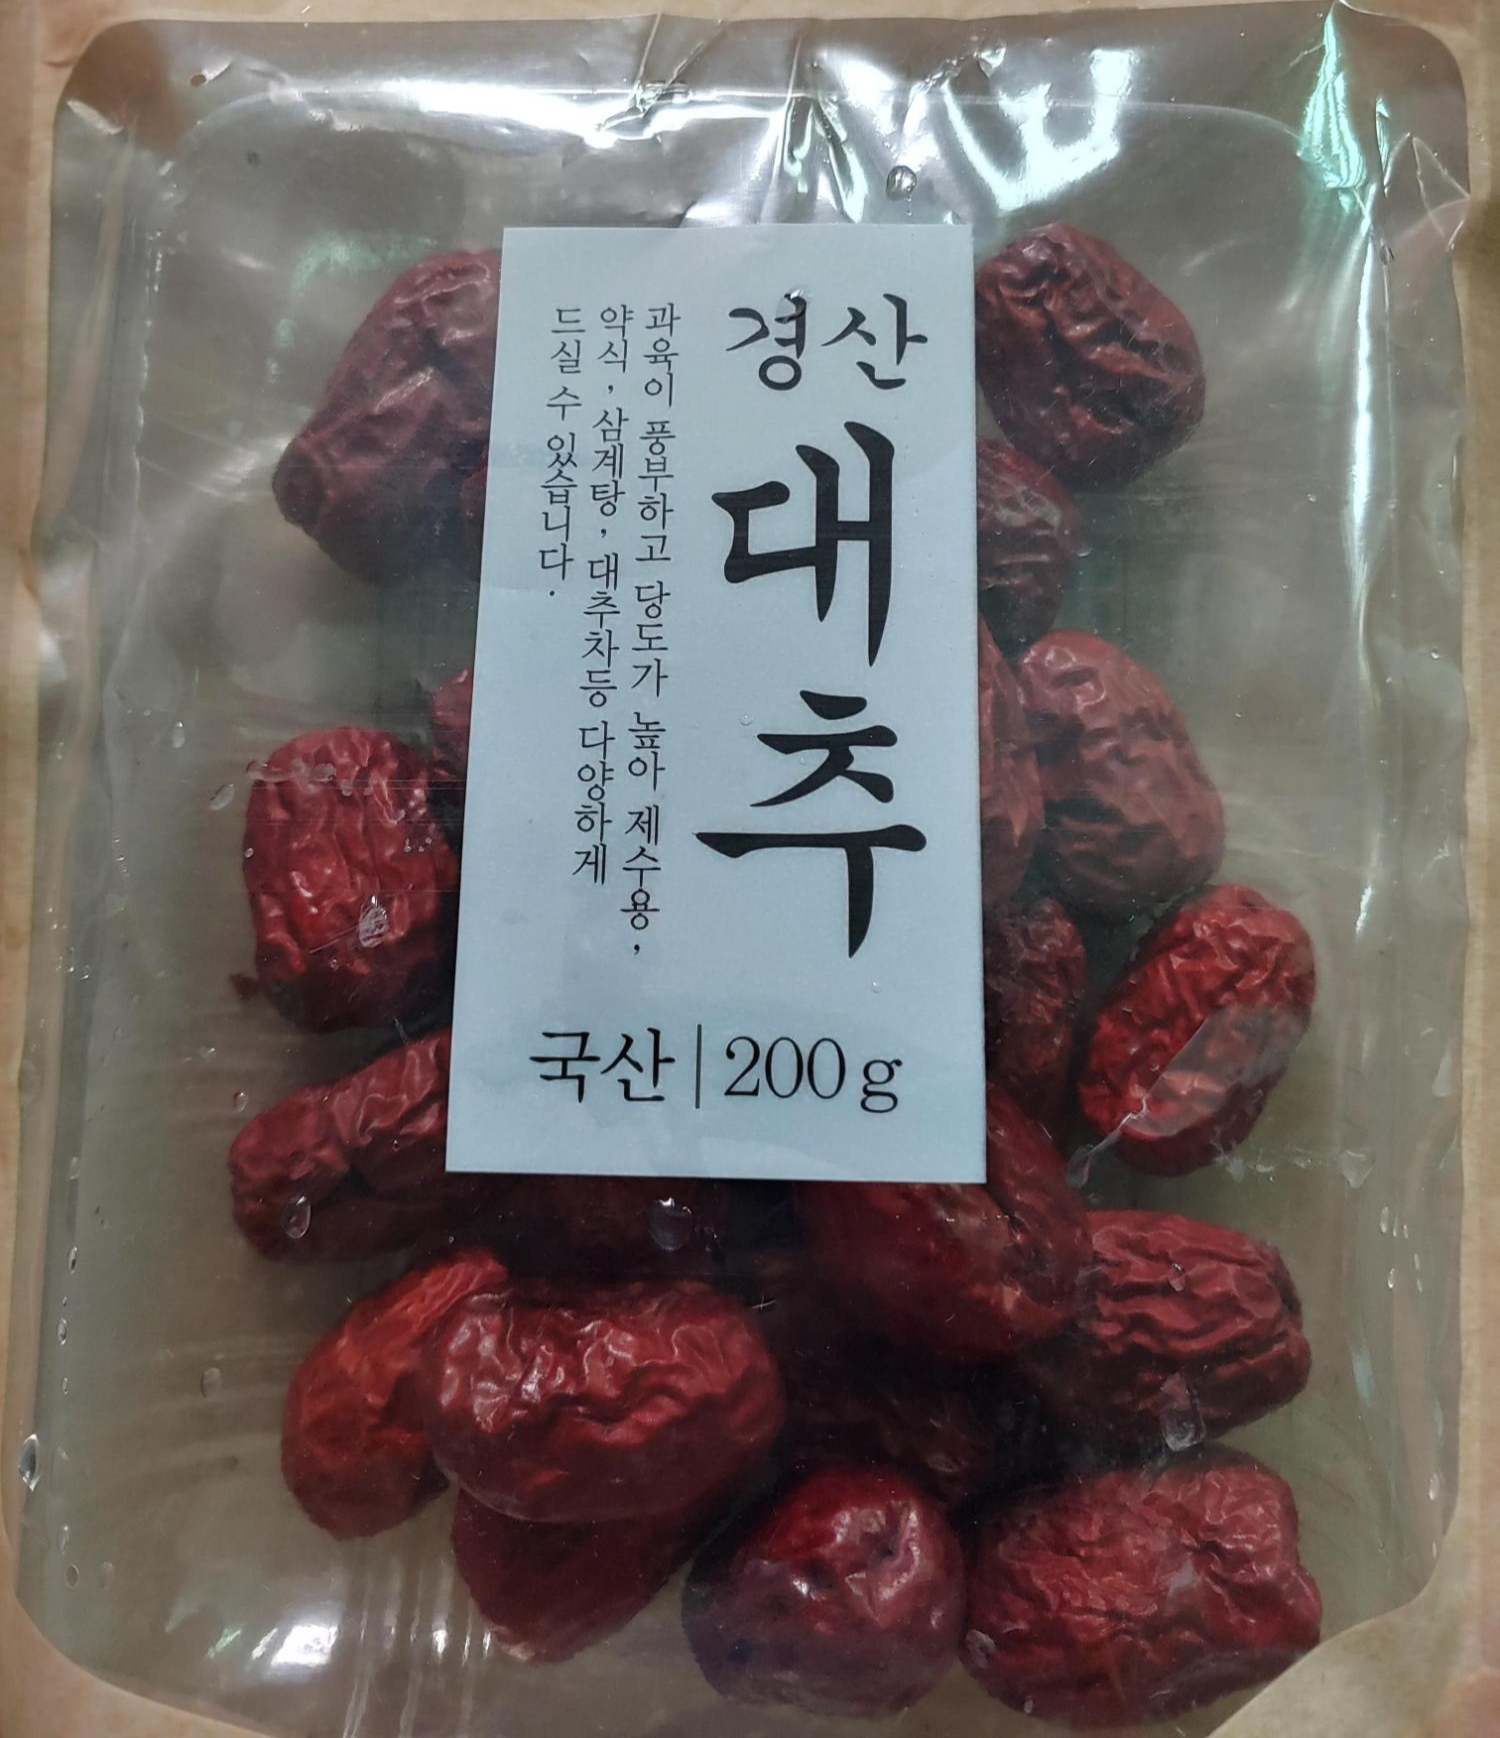 경산
대추
과육이 풍부하고 당도가 높아 제수용,
약식, 삼계탕, 대추차등 다양하게
드실 수 있습니다.
국산 | 200g